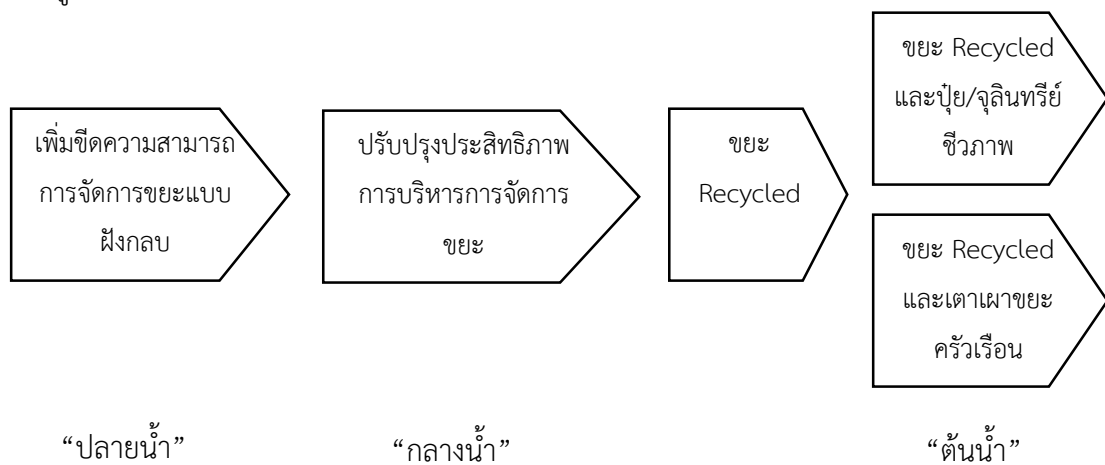 เพิ่มขีดความสามารถ
การจัดการขยะแบบ
ฝังกลบ
ปรับปรุงประสิทธิภาพ
การบริหารการจัดการ
ขยะ
ขยะ
Recycled
ขยะ Recycled
และปุ๋ย/จุลินทรีย์
ชีวภาพ
ขยะ Recycled
และเตาเผาขยะ
ครัวเรือน
“ปลายน้ำ”
“กลางน้ำ”
“ต้นน้ำ”